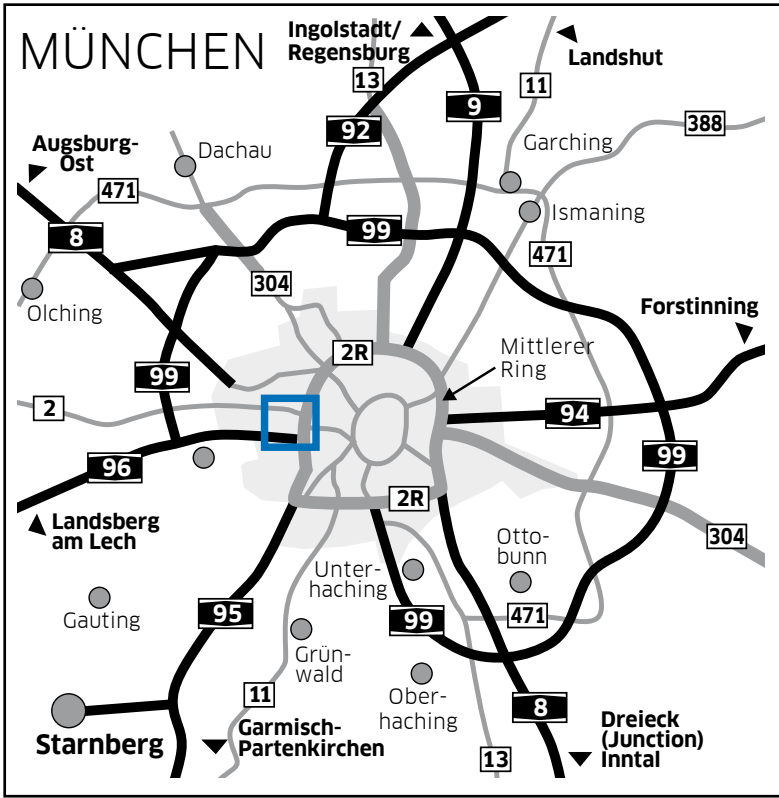 MÜNCHEN
Ingolstadt/
Regensburg
Landshut
13
11
9
92
388
Augsburg-
Ost
Dachau
Garching
471
Ismaning
8
99
471
304
Olching
Forstinning
2R
Mittlerer
Ring
99
2
94
99
96
2R
Landsberg
am Lech
304
Otto-
bunn
Unter-
haching
Gauting
95
99
471
Grün-
wald
11
Ober-
haching
8
Starnberg
Garmisch-
Partenkirchen
Dreieck
(Junction)
Inntal
13